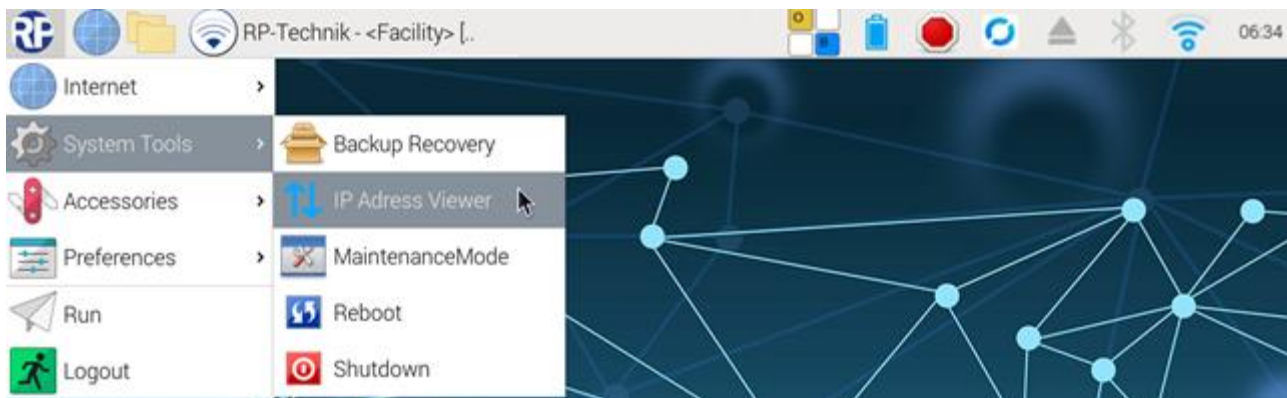 RP
RP-Technik - <Facility> [..
06:34
Internet
System Tools
Accessories
Preferences
Run
Logout
Backup Recovery
IP Adress Viewer
MaintenanceMode
Reboot
Shutdown